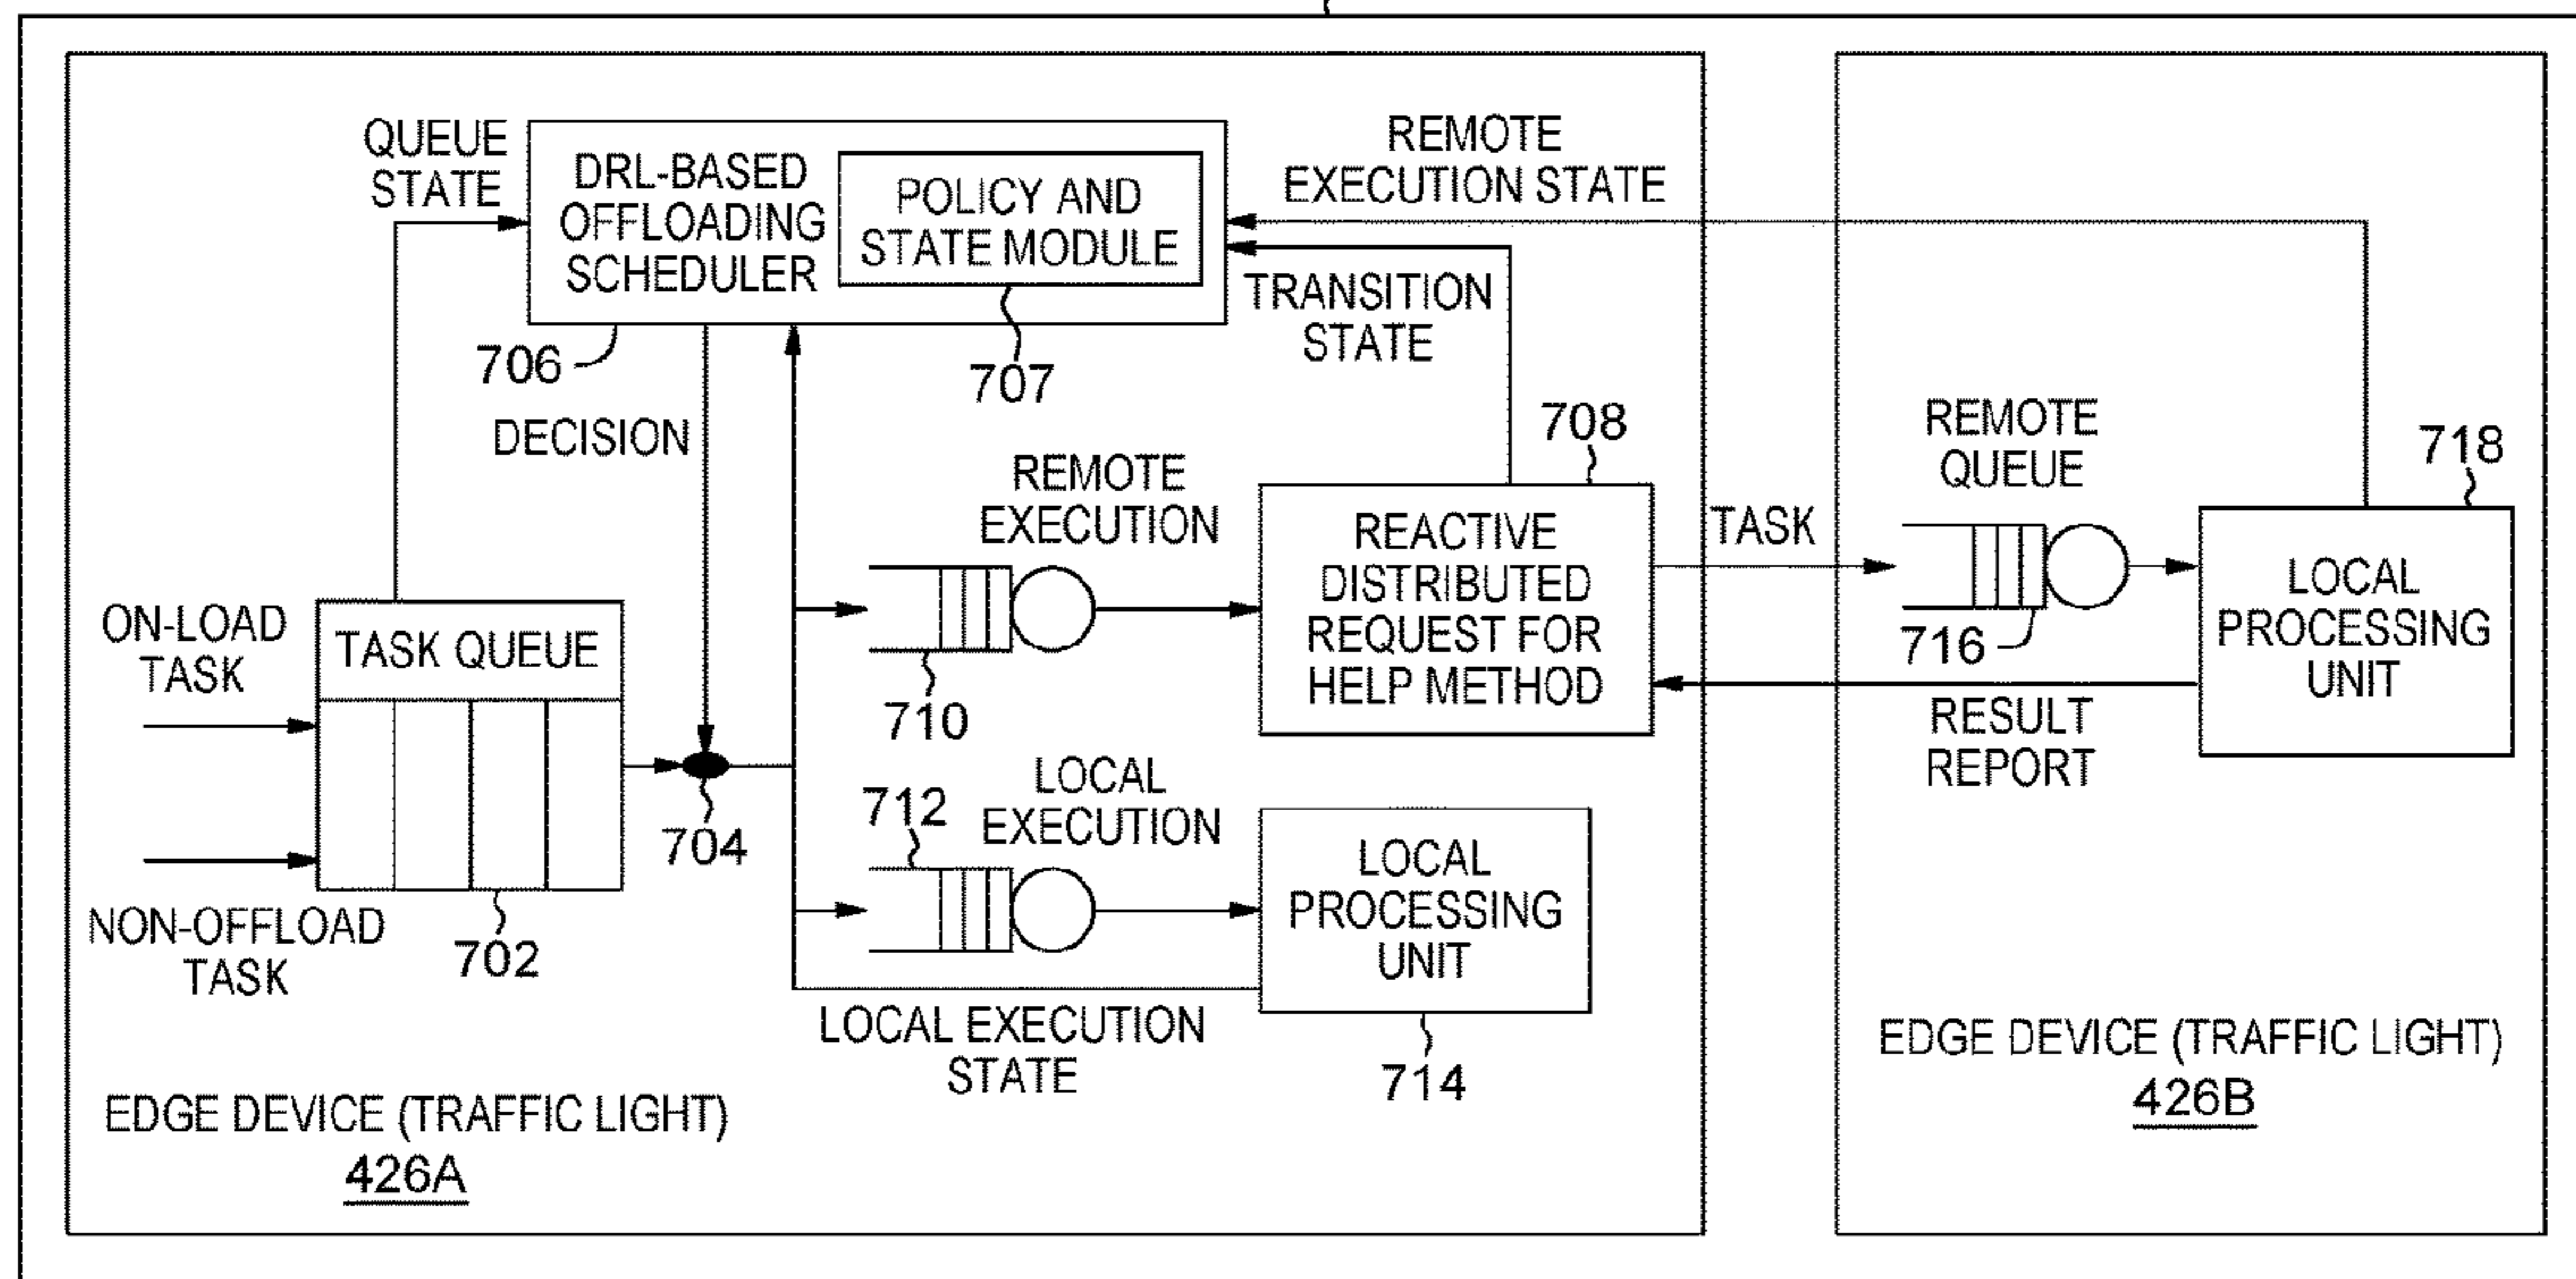 QUEUE
STATE
DRL-BASED
OFFLOADING
SCHEDULER
POLICY AND
STATE MODULE
REMOTE
EXECUTION STATE
TRANSITION
STATE
706
707
DECISION
708
REMOTE
EXECUTION
REMOTE
QUEUE
718
ON-LOAD
TASK
TASK QUEUE
REACTIVE
DISTRIBUTED
REQUEST FOR
HELP METHOD
TASK
LOCAL
PROCESSING
UNIT
716
710
RESULT
REPORT
712
LOCAL
EXECUTION
704
LOCAL
PROCESSING
UNIT
NON-OFFLOAD
TASK
702
LOCAL EXECUTION
STATE
714
EDGE DEVICE (TRAFFIC LIGHT)
426A
EDGE DEVICE (TRAFFIC LIGHT)
426B